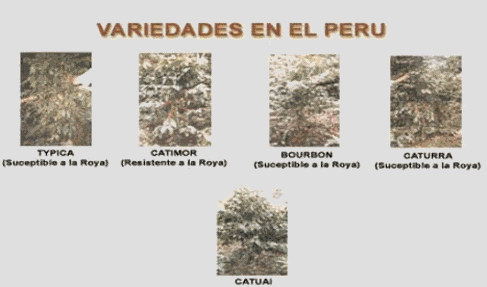 VARIEDADES EN EL PERU
TYPICA
(Suceptible a la Roya)
CATIMOR
(Resistente a la Roya)
BOURBON
(Suceptible a la Roya)
CATURRA
(Suceptible a la Roya)
CATUAI